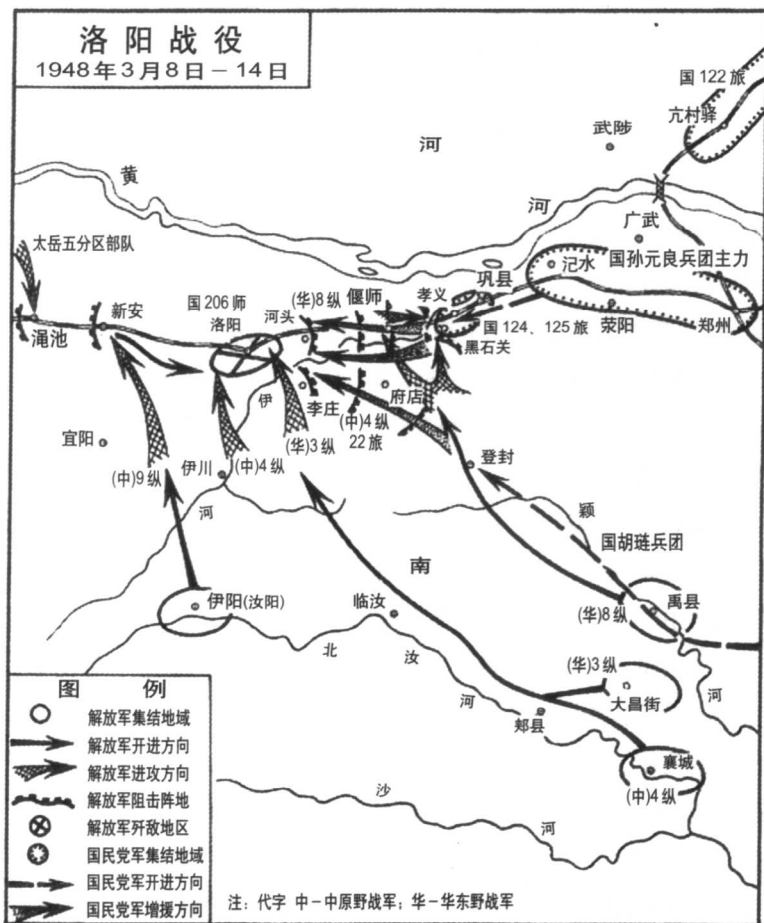 洛阳战役
1948年3月8日－14日
国122旅
亢村驿
武陟
河
黄
河
广武
太岳五分区部队
国孙元良兵团主力
汜水
巩县
孝义
新安
国206师
洛阳
河头
(华)8纵
偃师
渑池
国124、125旅
荥阳
郑州
黑石关
伊
李庄
府店
(中)4纵
22旅
宜阳
(华)3纵
(中)9纵
伊川
(中)4纵
登封
河
颍
国胡琏兵团
南
伊阳(汝阳)
临汝
(华)8纵
禹县
北
汝
河
(华)3纵
大昌街
河
郏县
襄城
(中)4纵
沙
河
图 例
解放军集结地域
解放军开进方向
解放军进攻方向
解放军阻击阵地
解放军歼敌地区
国民党军集结地域
国民党军开进方向
国民党军增援方向
注：代字 中－中原野战军；华－华东野战军